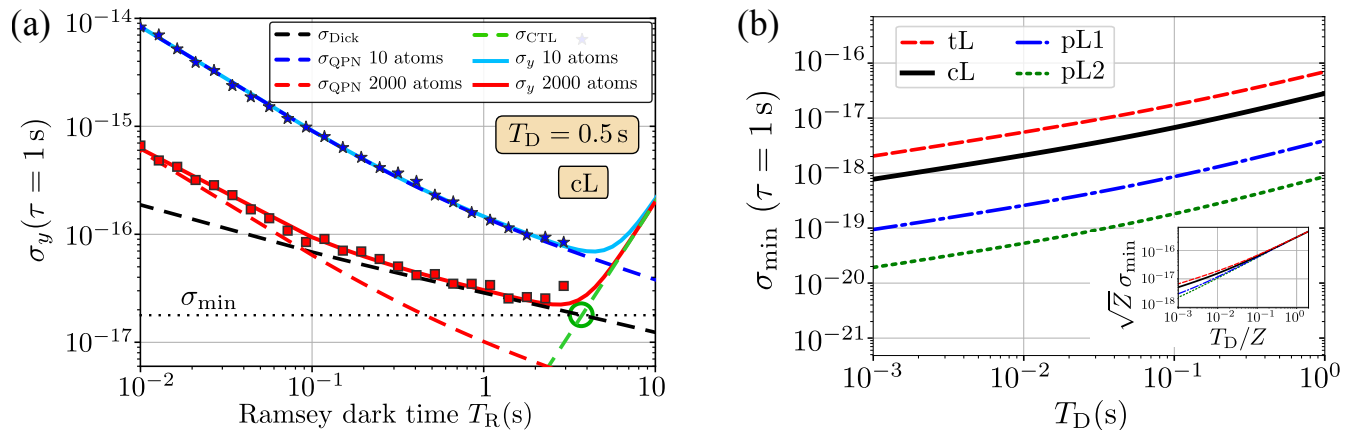 (a)
10⁻¹⁴
10⁻¹⁵
10⁻¹⁶
10⁻¹⁷
σ_y(τ = 1 s)
σ_Dick
σ_QPN 10 atoms
σ_QPN 2000 atoms
σ_CTL
σ_y 10 atoms
σ_y 2000 atoms
T_D = 0.5 s
cL
σ_min
10⁻² 10⁻¹ 1 10
Ramsey dark time T_R(s)
(b)
10⁻¹⁶
10⁻¹⁷
10⁻¹⁸
10⁻¹⁹
10⁻²⁰
10⁻²¹
σ_min (τ = 1 s)
tL
cL
pL1
pL2
10⁻¹⁶
10⁻¹⁷
10⁻¹⁸
√Z σ_min
10⁻³ 10⁻² 10⁻¹ 10⁰
T_D/Z
10⁻³ 10⁻² 10⁻¹ 10⁰
T_D(s)